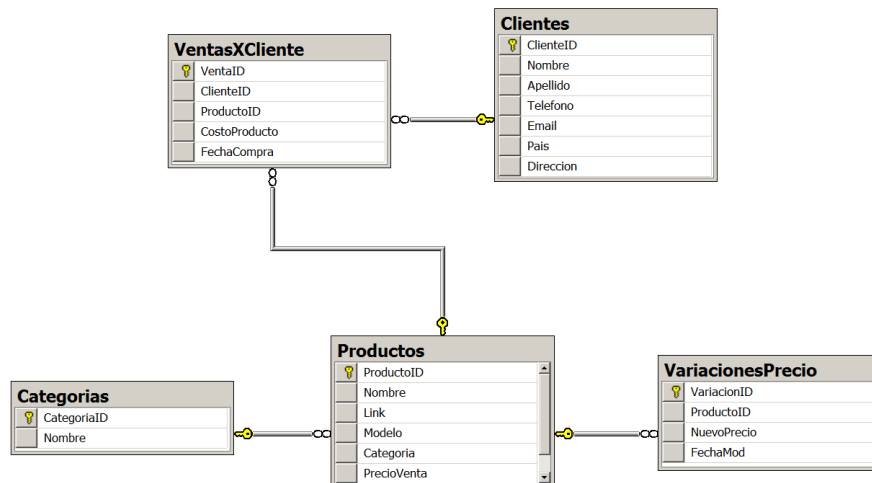 VentasXCliente
VentaID
ClienteID
ProductoID
CostoProducto
FechaCompra
Clientes
ClienteID
Nombre
Apellido
Telefono
Email
Pais
Direccion
Categorias
CategoriaID
Nombre
Productos
ProductoID
Nombre
Link
Modelo
Categoria
PrecioVenta
VariacionesPrecio
VariacionID
ProductoID
NuevoPrecio
FechaMod